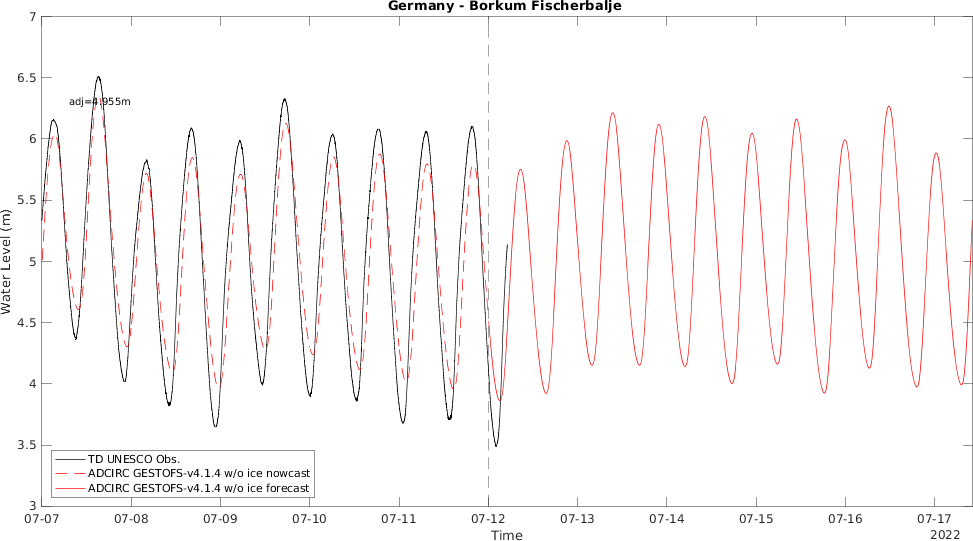 Germany - Borkum Fischerbalje
7
6.5
adj=4.955m
6
5.5
5
4.5
4
3.5
3
Water Level (m)
TD UNESCO Obs.
ADCIRC GESTOFS-v4.1.4 w/o ice nowcast
ADCIRC GESTOFS-v4.1.4 w/o ice forecast
07-07 07-08 07-09 07-10 07-11 07-12 07-13 07-14 07-15 07-16 07-17
Time
2022